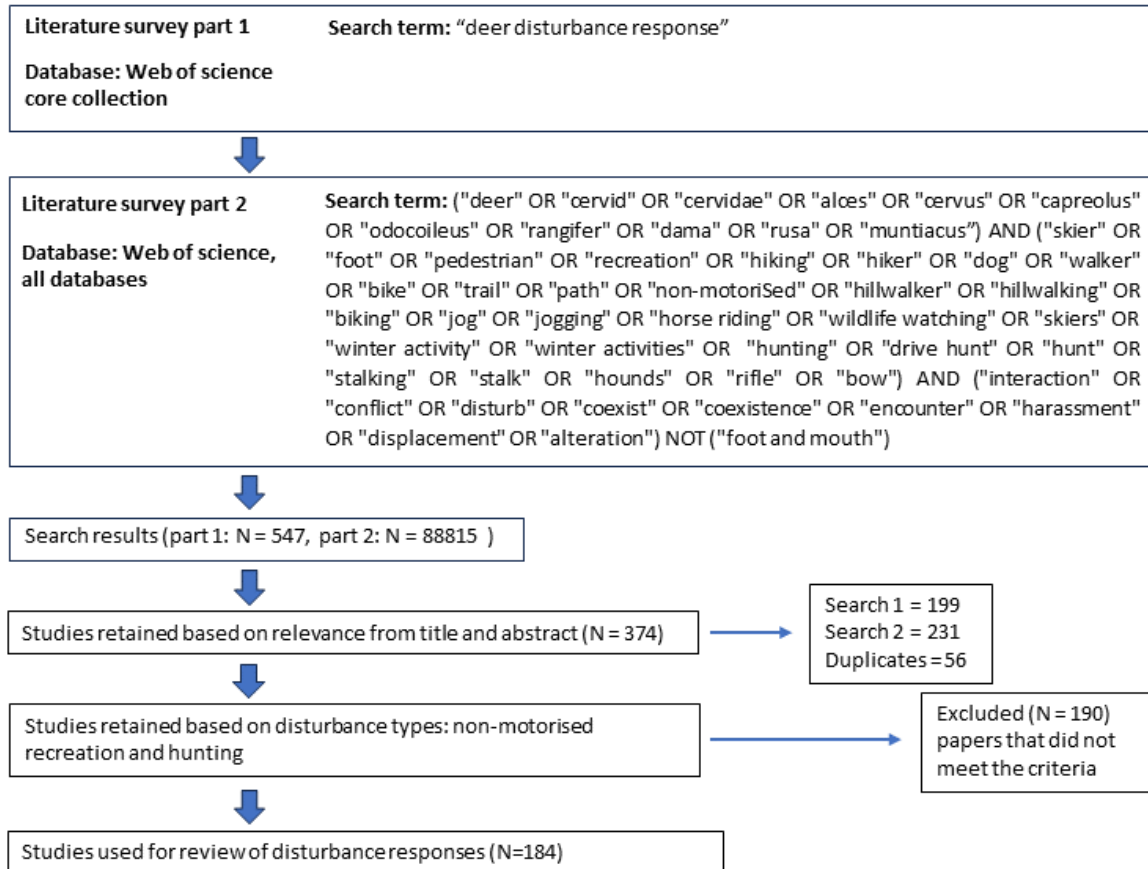 Literature survey part 1
Search term: “deer disturbance response”
Database: Web of science
core collection
Literature survey part 2
Database: Web of science,
all databases
Search term: ("deer" OR "cervid" OR "cervidae" OR "alces" OR "cervus" OR "capreolus"
OR "odocoileus" OR "rangifer" OR "dama" OR "rusa" OR "muntiacus”) AND ("skier" OR
"foot" OR "pedestrian" OR "recreation" OR "hiking" OR "hiker" OR "dog" OR "walker"
OR "bike" OR "trail" OR "path" OR "non-motoriSed" OR "hillwalker" OR "hillwalking" OR
"biking" OR "jog" OR "jogging" OR "horse riding" OR "wildlife watching" OR "skiers" OR
"winter activity" OR "winter activities" OR "hunting" OR "drive hunt" OR "hunt" OR
"stalking" OR "stalk" OR "hounds" OR "rifle" OR "bow") AND ("interaction" OR
"conflict" OR "disturb" OR "coexist" OR "coexistence" OR "encounter" OR "harassment"
OR "displacement" OR "alteration") NOT ("foot and mouth")
Search results (part 1: N = 547, part 2: N = 88815 )
Studies retained based on relevance from title and abstract (N = 374)
Search 1 = 199
Search 2 = 231
Duplicates = 56
Studies retained based on disturbance types: non-motorised
recreation and hunting
Excluded (N = 190)
papers that did not
meet the criteria
Studies used for review of disturbance responses (N=184)